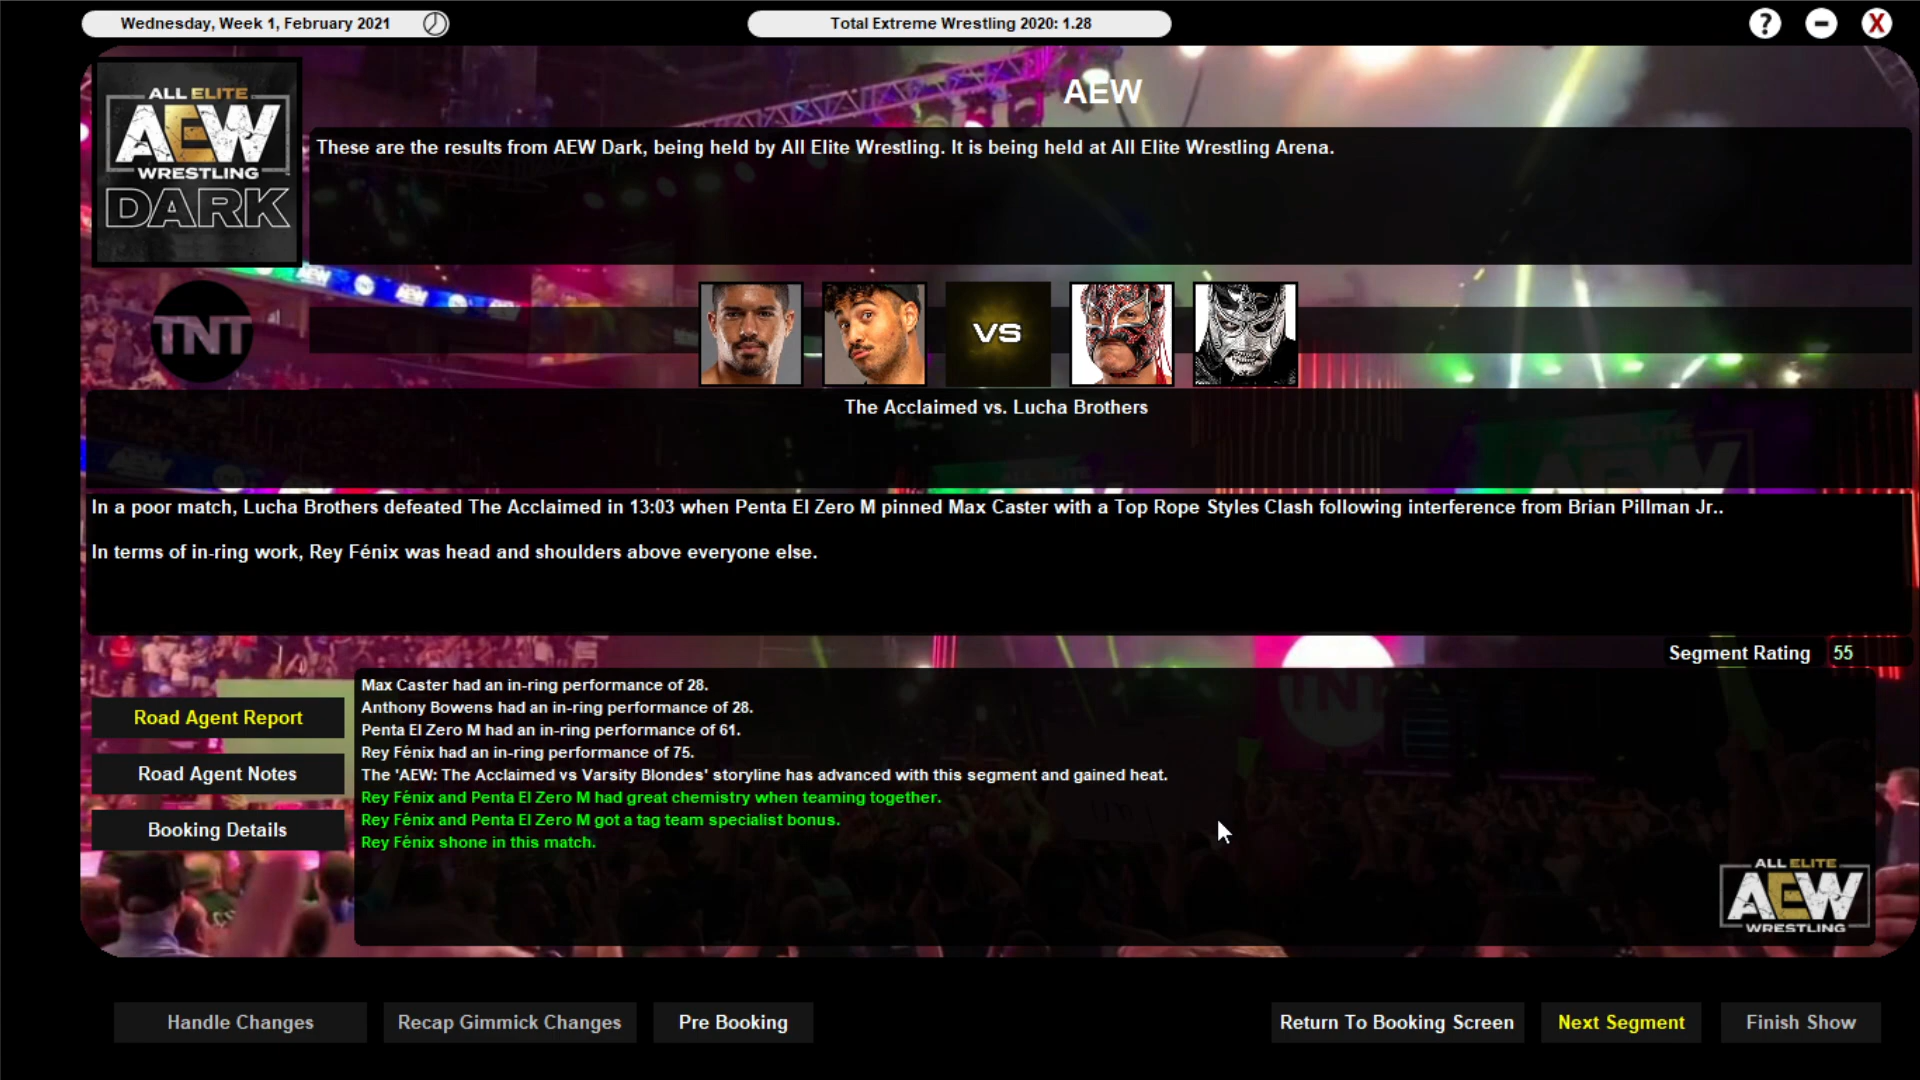 Wednesday, Week 1, February 2021
Total Extreme Wrestling 2020: 1.28
?
X
ALL ELITE
AEW
WRESTLING
DARK
AEW
These are the results from AEW Dark, being held by All Elite Wrestling. It is being held at All Elite Wrestling Arena.
TNT
VS
The Acclaimed vs. Lucha Brothers
In a poor match, Lucha Brothers defeated The Acclaimed in 13:03 when Penta El Zero M pinned Max Caster with a Top Rope Styles Clash following interference from Brian Pillman Jr..
In terms of in-ring work, Rey Fénix was head and shoulders above everyone else.
Segment Rating 55
Road Agent Report
Road Agent Notes
Booking Details
Max Caster had an in-ring performance of 28.
Anthony Bowens had an in-ring performance of 28.
Penta El Zero M had an in-ring performance of 61.
Rey Fénix had an in-ring performance of 75.
The 'AEW: The Acclaimed vs Varsity Blondes' storyline has advanced with this segment and gained heat.
Rey Fénix and Penta El Zero M had great chemistry when teaming together.
Rey Fénix and Penta El Zero M got a tag team specialist bonus.
Rey Fénix shone in this match.
ALL ELITE
AEW
WRESTLING
Handle Changes
Recap Gimmick Changes
Pre Booking
Return To Booking Screen
Next Segment
Finish Show